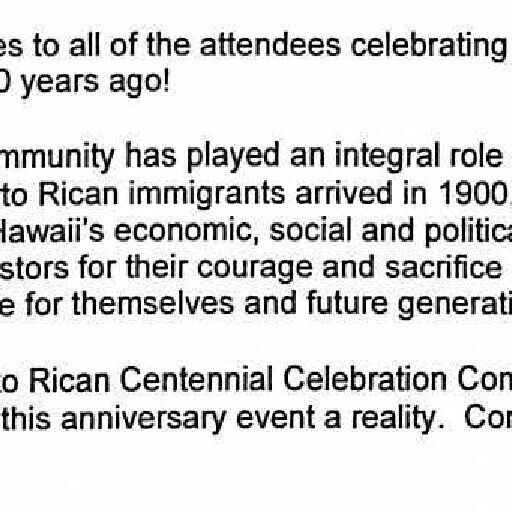 es to all of the attendees celebrating
0 years ago!
mmunity has played an integral role
to Rican immigrants arrived in 1900,
Hawaii's economic, social and politica
stors for their courage and sacrifice
e for themselves and future generati
to Rican Centennial Celebration Com
this anniversary event a reality. Con